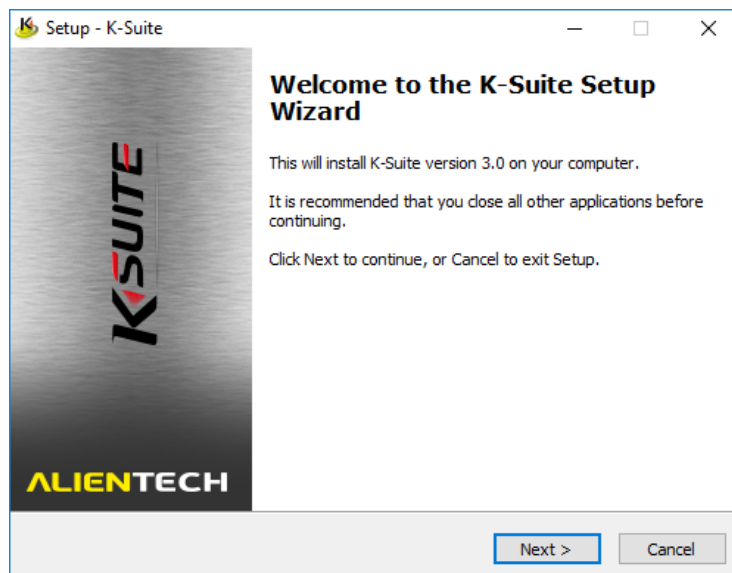 Setup - K-Suite
Welcome to the K-Suite Setup
Wizard
This will install K-Suite version 3.0 on your computer.
It is recommended that you close all other applications before
continuing.
Click Next to continue, or Cancel to exit Setup.
KSUITE
ALIENTECH
Next >
Cancel